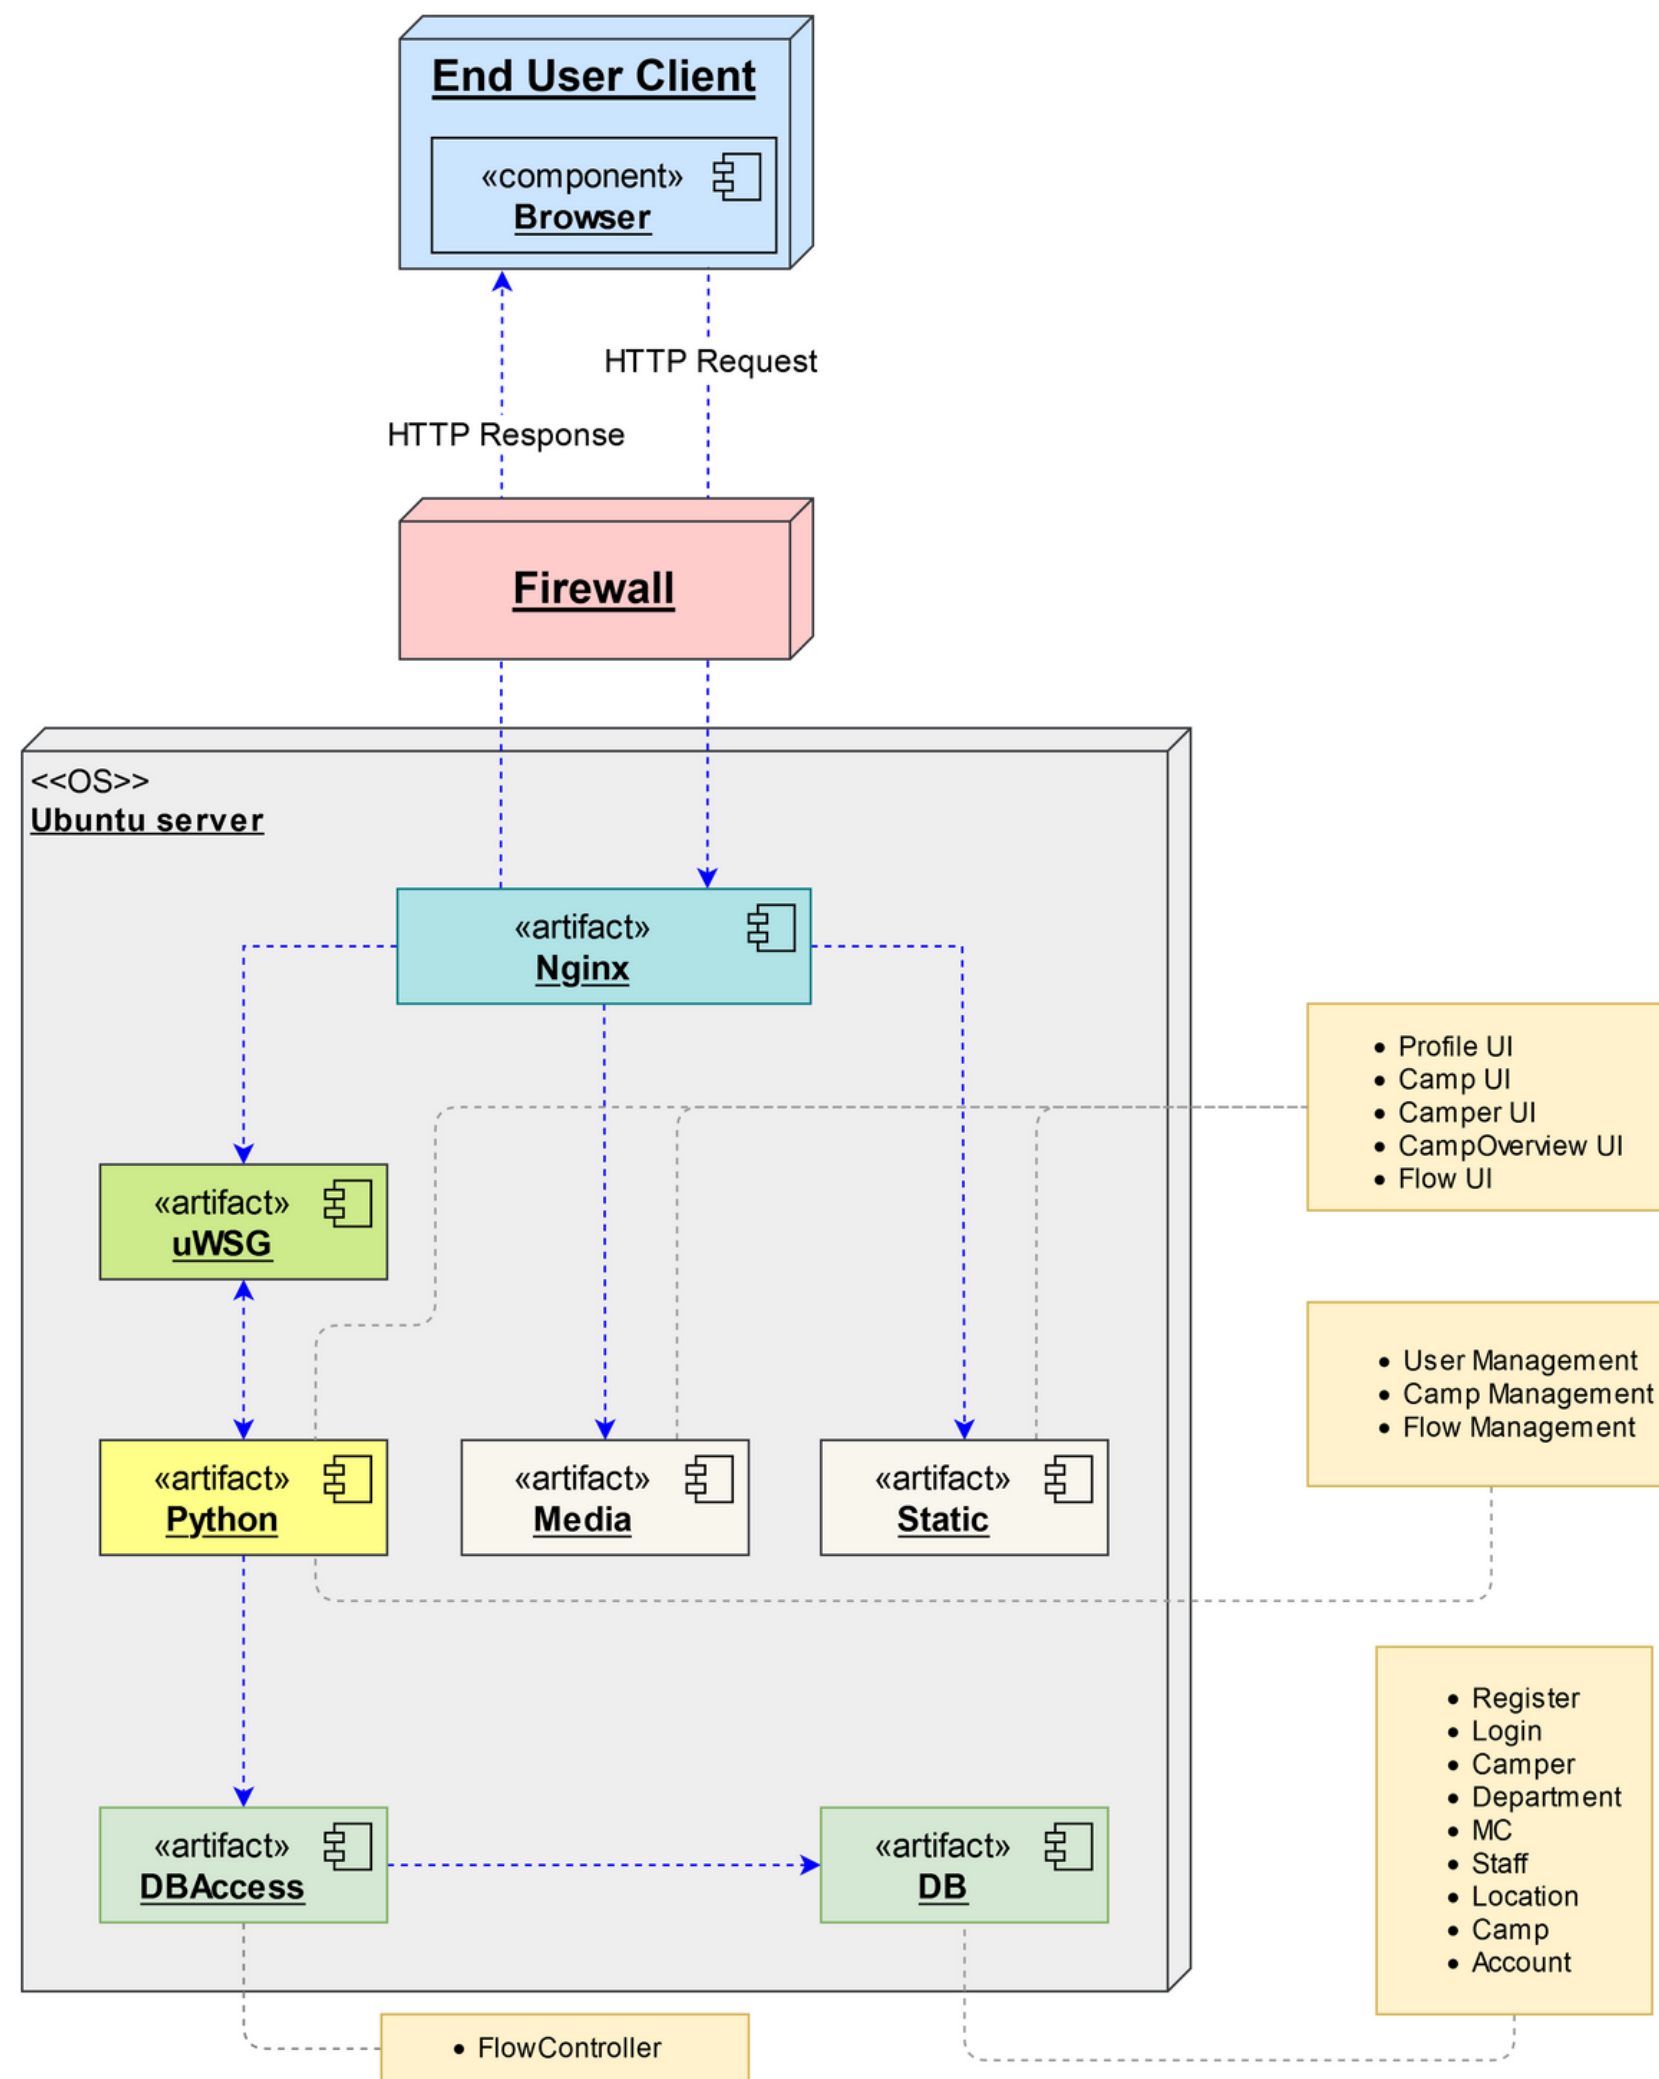 End User Client
«component»
Browser
HTTP Request
HTTP Response
Firewall
<<OS>>
Ubuntu server
«artifact»
Nginx
• Profile UI
• Camp UI
• Camper UI
• CampOverview UI
• Flow UI
«artifact»
uWSG
• User Management
• Camp Management
• Flow Management
«artifact»
Python
«artifact»
Media
«artifact»
Static
• Register
• Login
• Camper
• Department
• MC
• Staff
• Location
• Camp
• Account
«artifact»
DBAccess
«artifact»
DB
• FlowController